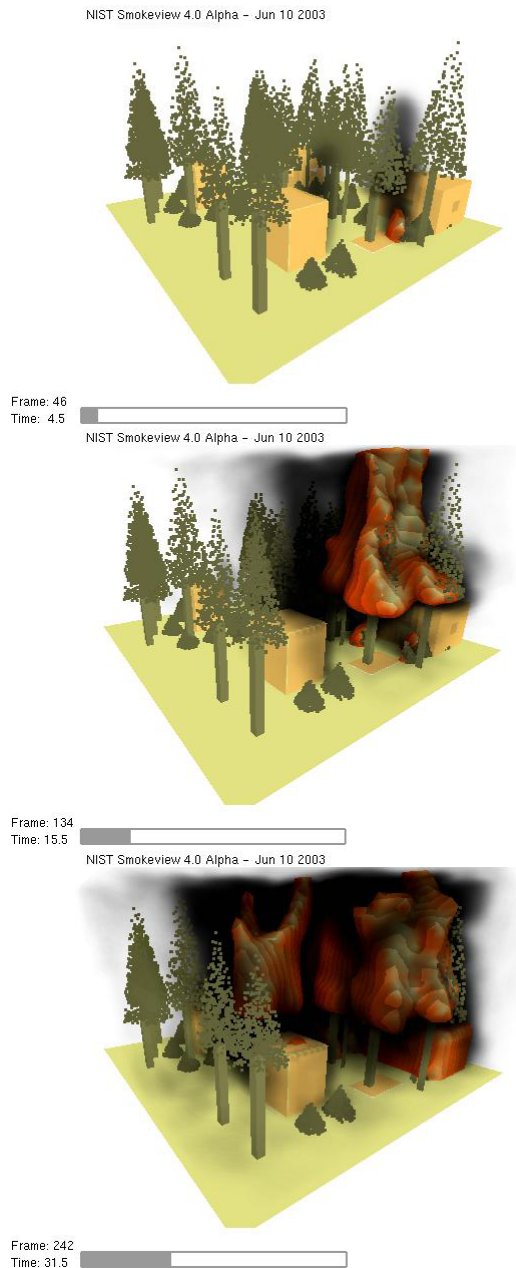 NIST Smokeview 4.0 Alpha - Jun 10 2003
Frame: 46
Time: 4.5
NIST Smokeview 4.0 Alpha - Jun 10 2003
Frame: 134
Time: 15.5
NIST Smokeview 4.0 Alpha - Jun 10 2003
Frame: 242
Time: 31.5